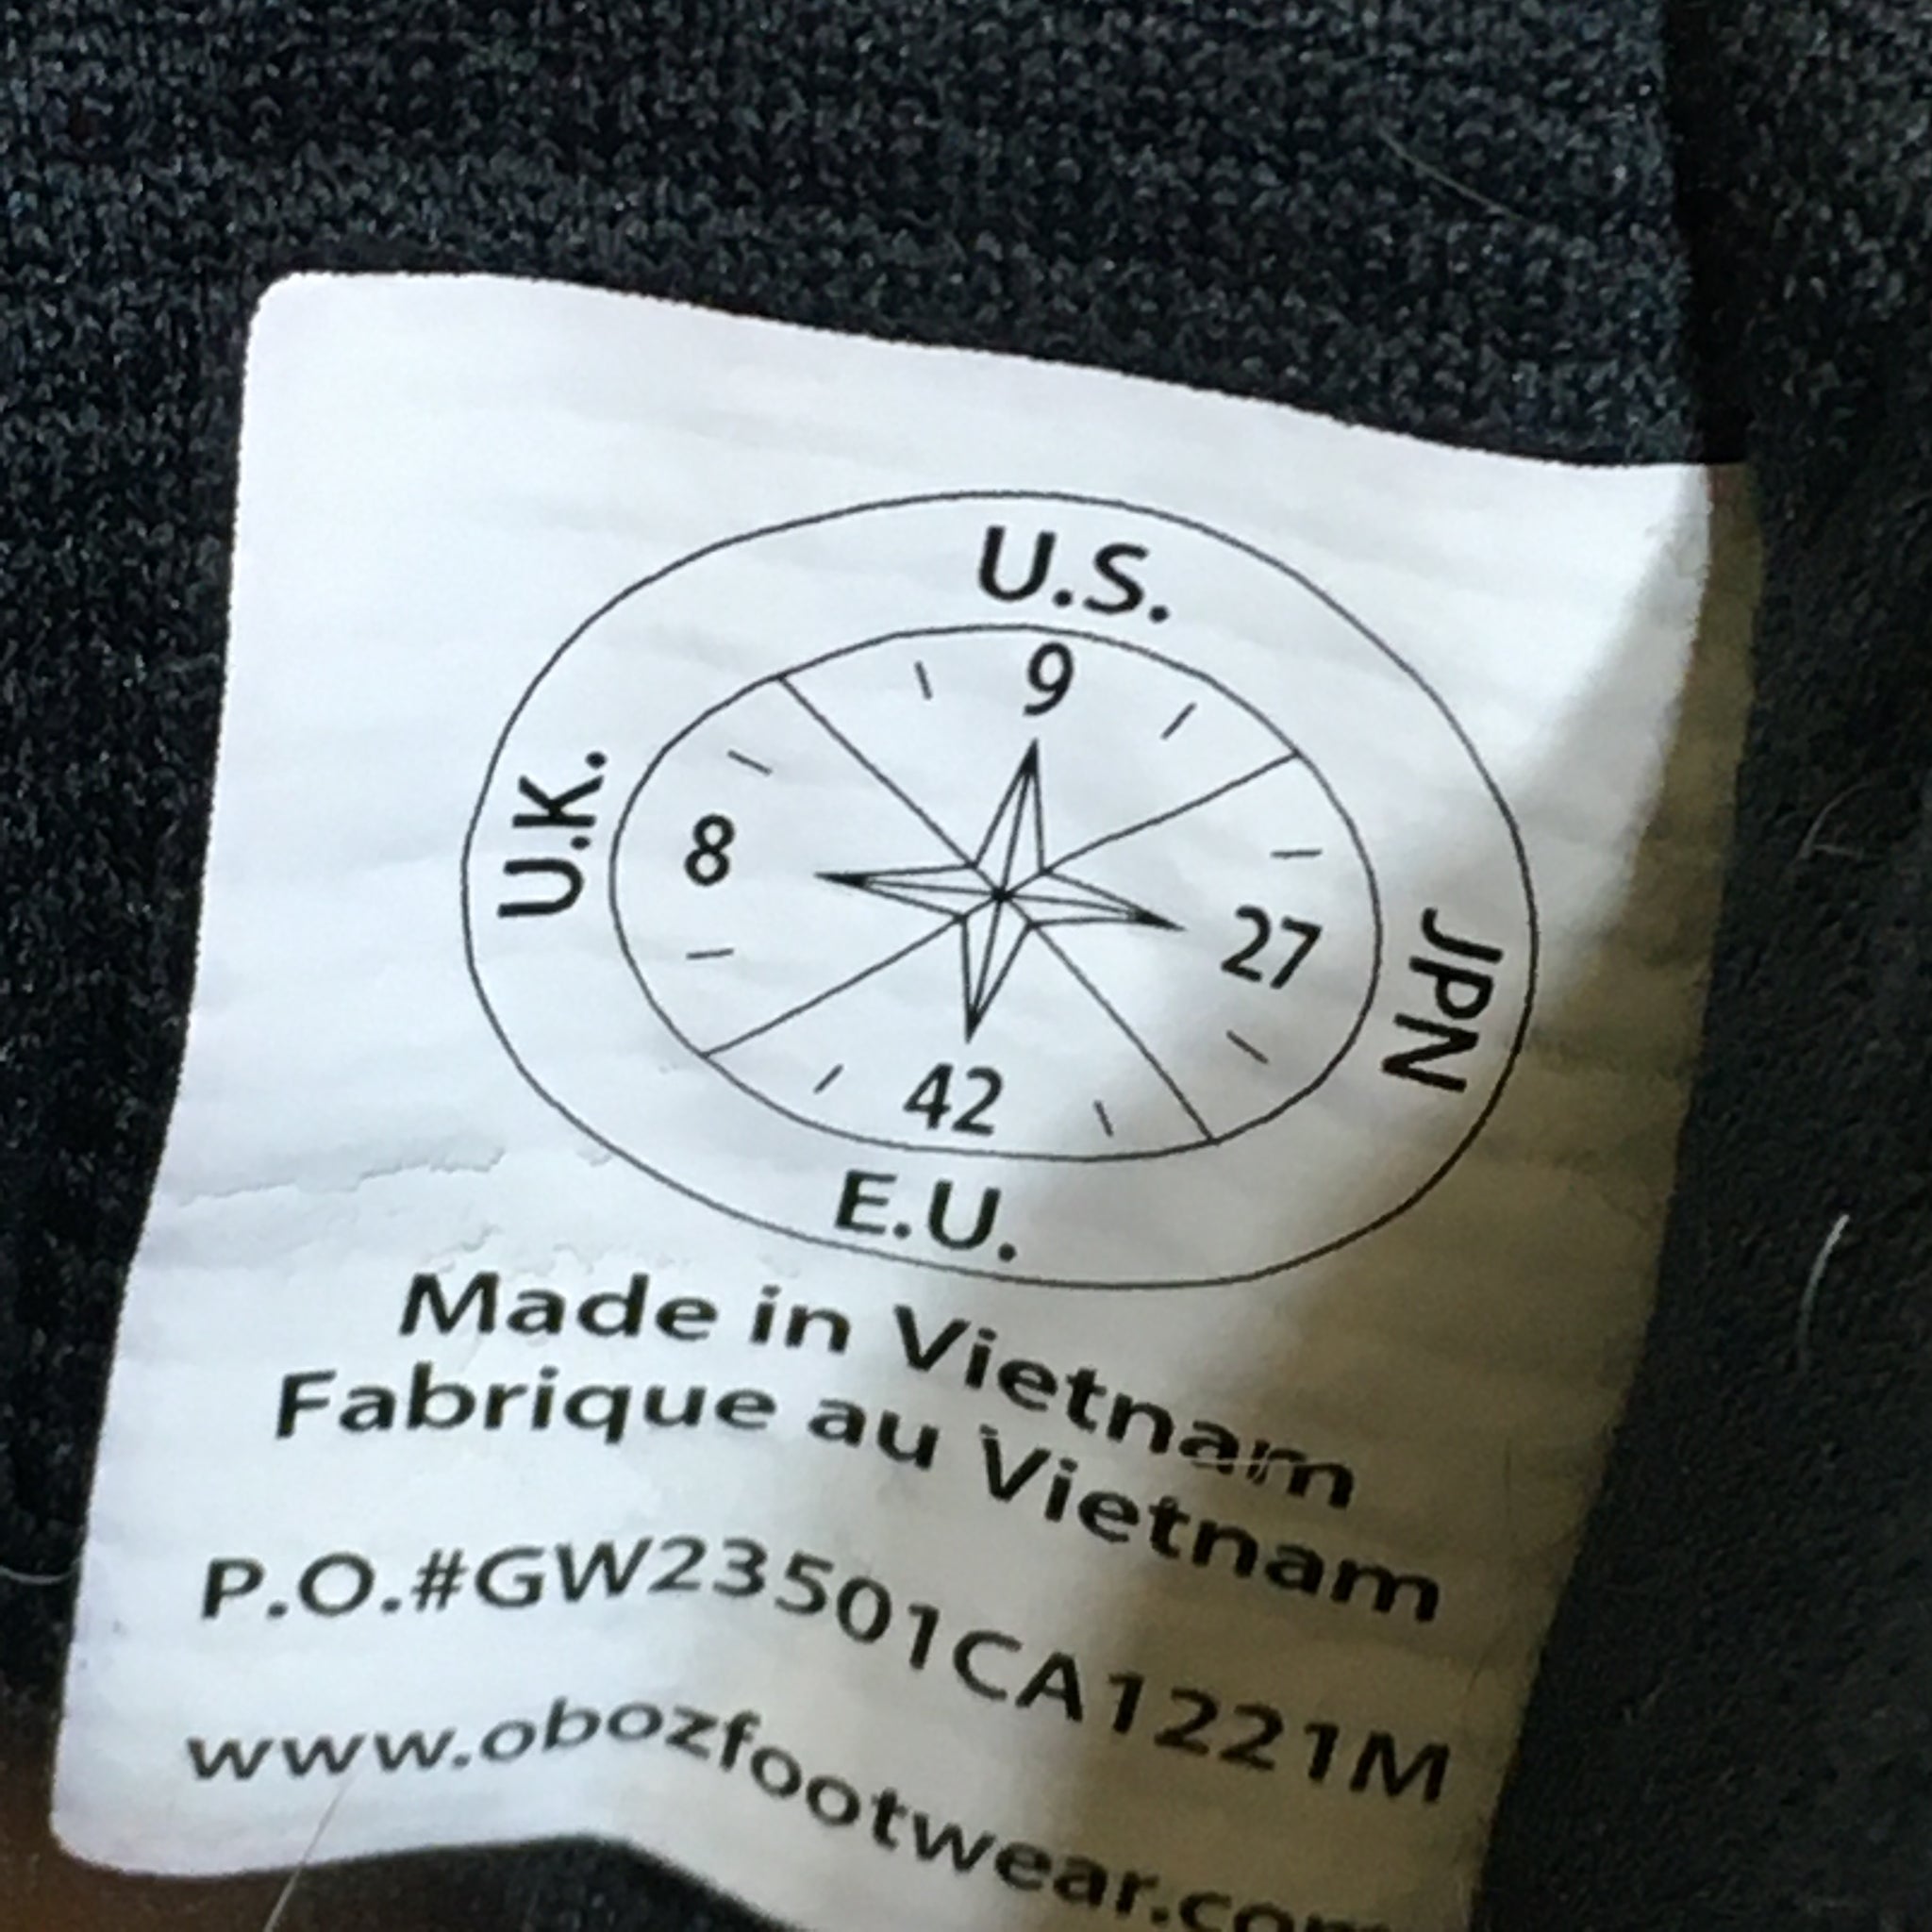 U.S.
9
U.K.
8
27
JPN
42
E.U.
Made in Vietnam
Fabrique au Vietnam
P.O.#GW23501CA1221M
www.obozfootwear.com